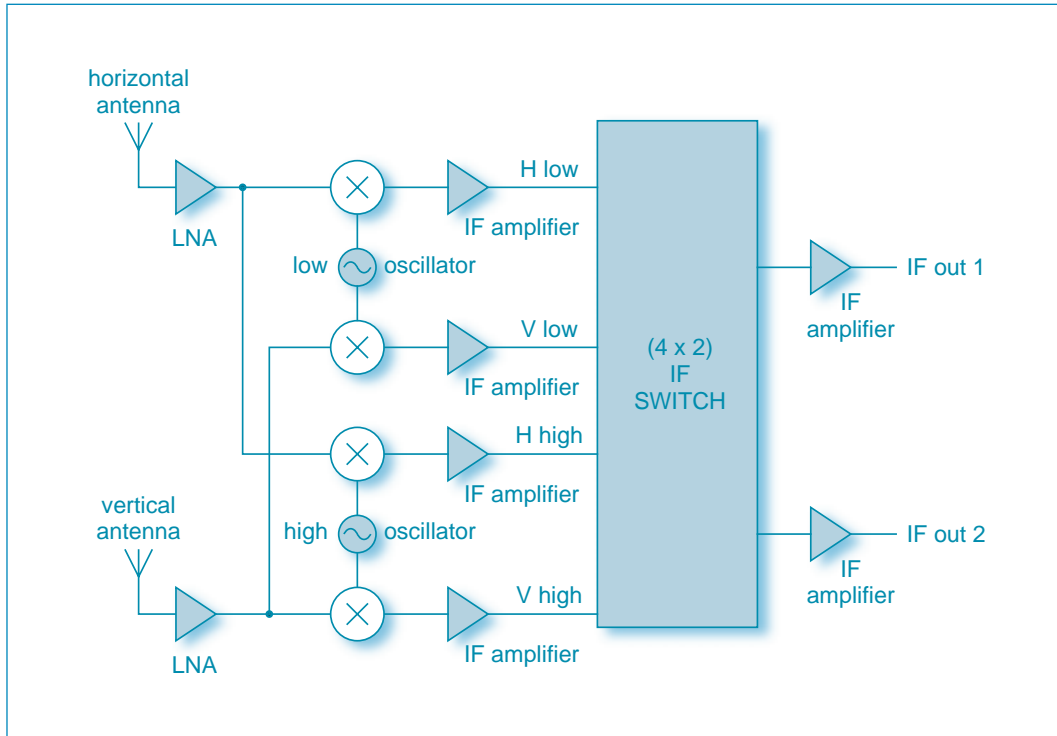 horizontal
antenna
LNA
H low
IF amplifier
low
oscillator
V low
IF amplifier
H high
IF amplifier
vertical
antenna
high
oscillator
LNA
V high
IF amplifier
(4 x 2)
IF
SWITCH
IF out 1
IF
amplifier
IF out 2
IF
amplifier